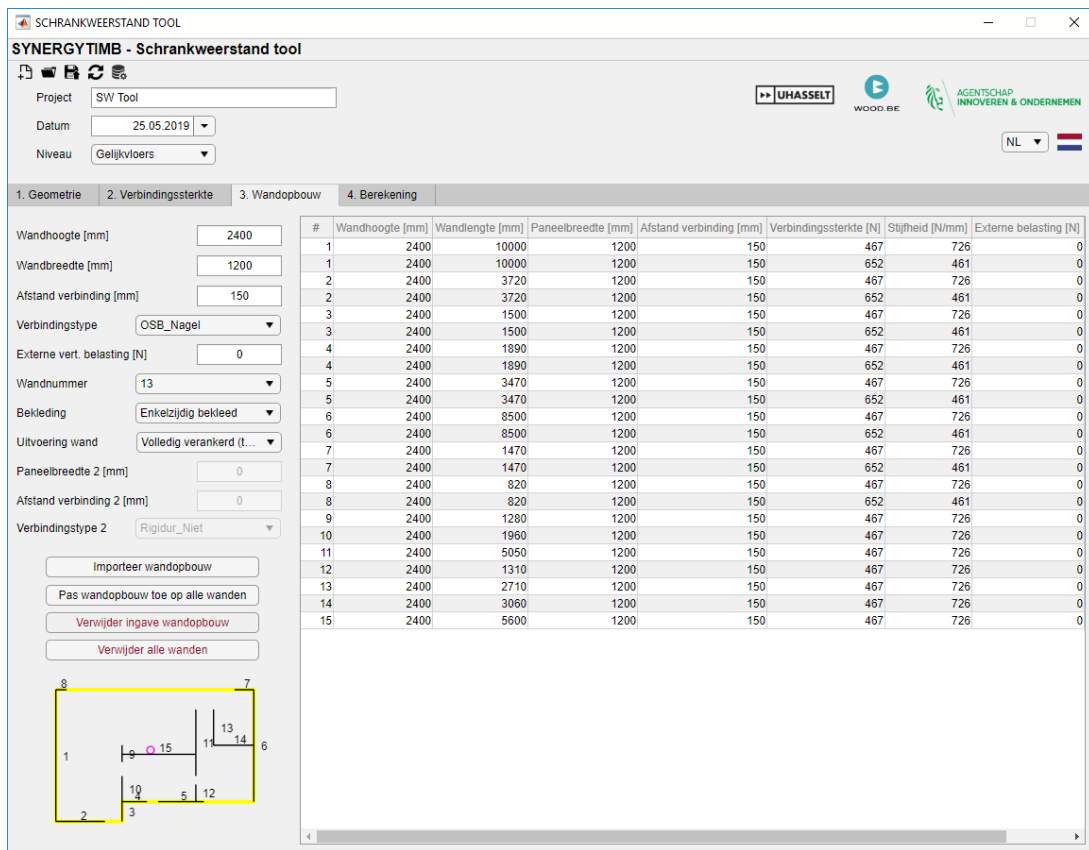 SCHRANKWEERSTAND TOOL
SYNERGYTIMB - Schrankweerstand tool
Project SW Tool
Datum 25.05.2019
Niveau Gelijkvloers
UHASSELT
WOOD.BE
AGENTSCHAP
INNOVEREN & ONDERNEMEN
NL
1. Geometrie 2. Verbindingssterkte 3. Wandopbouw 4. Berekening
Wandhoogte [mm] 2400
Wandbreedte [mm] 1200
Afstand verbinding [mm] 150
Verbindingstype OSB_Nagel
Externe vert. belasting [N] 0
Wandnummer 13
Bekleding Enkelzijdig bekleed
Uitvoering wand Volledig verankerd (t...
Paneelbreedte 2 [mm] 0
Afstand verbinding 2 [mm] 0
Verbindingstype 2 Rigidur_Niet
Importeer wandopbouw
Pas wandopbouw toe op alle wanden
Verwijder ingave wandopbouw
Verwijder alle wanden
8 7
13
14
15 11 6
1 9
10
4 5 12
3
2
# Wandhoogte [mm] Wandlengte [mm] Paneelbreedte [mm] Afstand verbinding [mm] Verbindingssterkte [N] Stijfheid [N/mm] Externe belasting [N]
1 2400 10000 1200 150 467 726 0
1 2400 10000 1200 150 652 461 0
2 2400 3720 1200 150 467 726 0
2 2400 3720 1200 150 652 461 0
3 2400 1500 1200 150 467 726 0
3 2400 1500 1200 150 652 461 0
4 2400 1890 1200 150 467 726 0
4 2400 1890 1200 150 652 461 0
5 2400 3470 1200 150 467 726 0
5 2400 3470 1200 150 652 461 0
6 2400 8500 1200 150 467 726 0
6 2400 8500 1200 150 652 461 0
7 2400 1470 1200 150 467 726 0
7 2400 1470 1200 150 652 461 0
8 2400 820 1200 150 467 726 0
8 2400 820 1200 150 652 461 0
9 2400 1280 1200 150 467 726 0
10 2400 1960 1200 150 467 726 0
11 2400 5050 1200 150 467 726 0
12 2400 1310 1200 150 467 726 0
13 2400 2710 1200 150 467 726 0
14 2400 3060 1200 150 467 726 0
15 2400 5600 1200 150 467 726 0